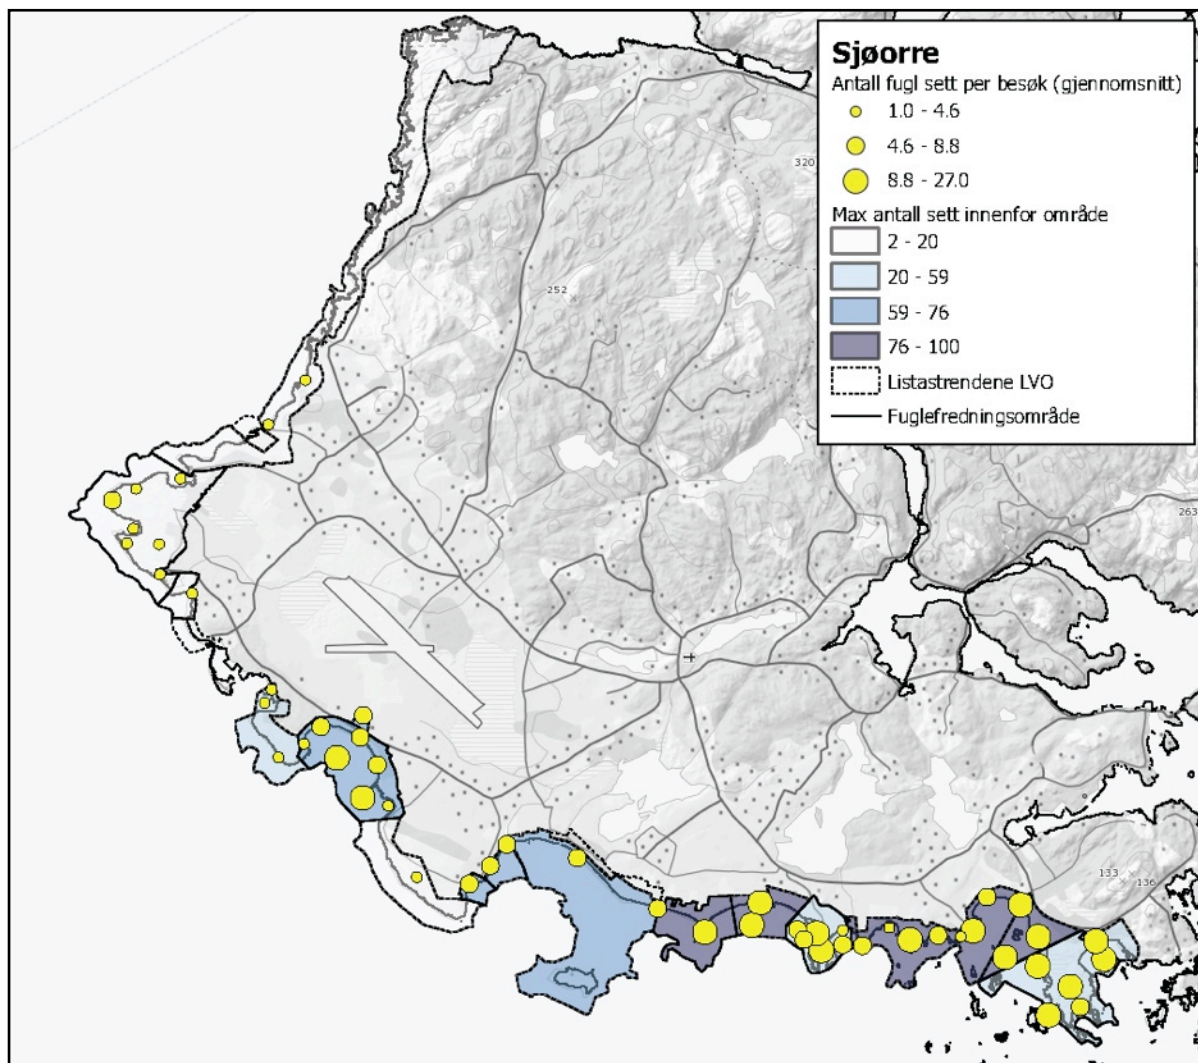 Sjøorre
Antall fugl sett per besøk (gjennomsnitt)
1.0 - 4.6
4.6 - 8.8
8.8 - 27.0
Max antall sett innenfor område
2 - 20
20 - 59
59 - 76
76 - 100
Listastrendene LVO
Fuglefredningsområde
320
252
263
133
136